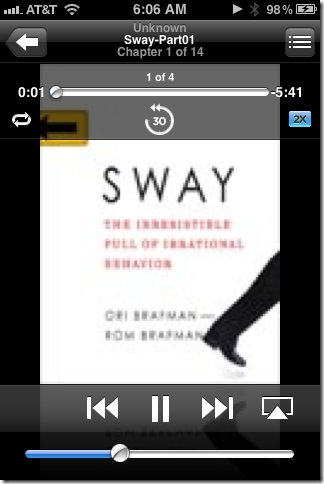 AT&T 6:06 AM 98%
Unknown
Sway-Part01
Chapter 1 of 14
1 of 4
0:01 -5:41
30 2X
SWAY
THE IRRESISTIBLE
PULL OF IRRATIONAL
BEHAVIOR
ORI BRAFMAN
ROM BRAFMAN